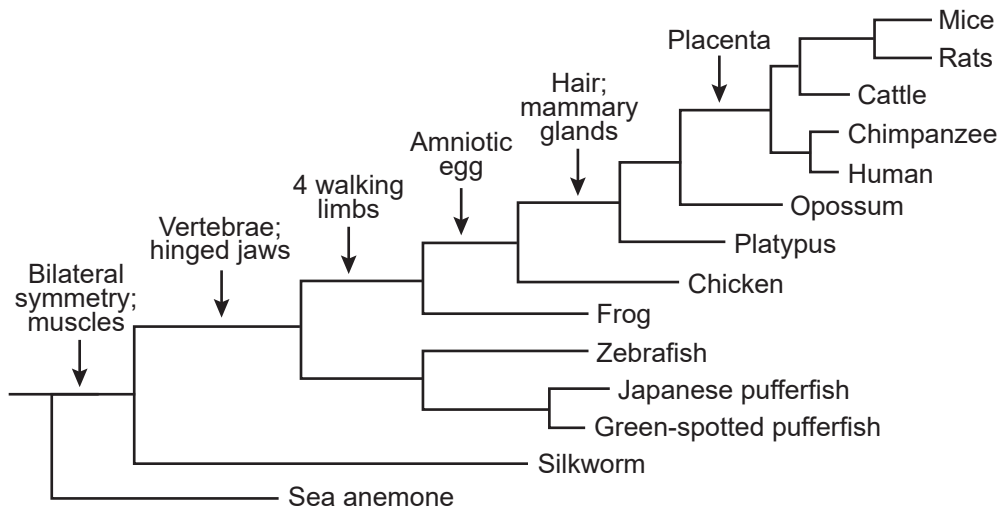 Mice
Placenta
Rats
Hair;
mammary
glands
Cattle
Chimpanzee
Amniotic
egg
Human
4 walking
limbs
Opossum
Vertebrae;
hinged jaws
Platypus
Bilateral
symmetry;
muscles
Chicken
Frog
Zebrafish
Japanese pufferfish
Green-spotted pufferfish
Silkworm
Sea anemone